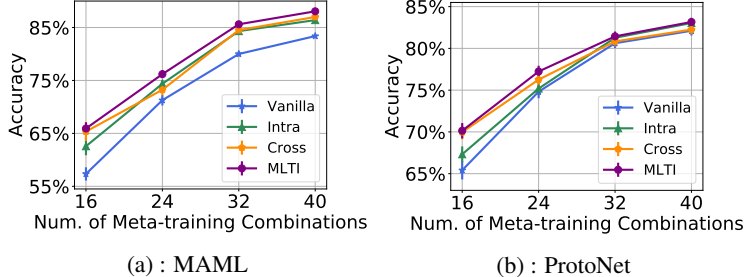 85%
75%
65%
55%
Accuracy
16 24 32 40
Num. of Meta-training Combinations
Vanilla
Intra
Cross
MLTI
(a) : MAML
85%
80%
75%
70%
65%
Accuracy
16 24 32 40
Num. of Meta-training Combinations
Vanilla
Intra
Cross
MLTI
(b) : ProtoNet